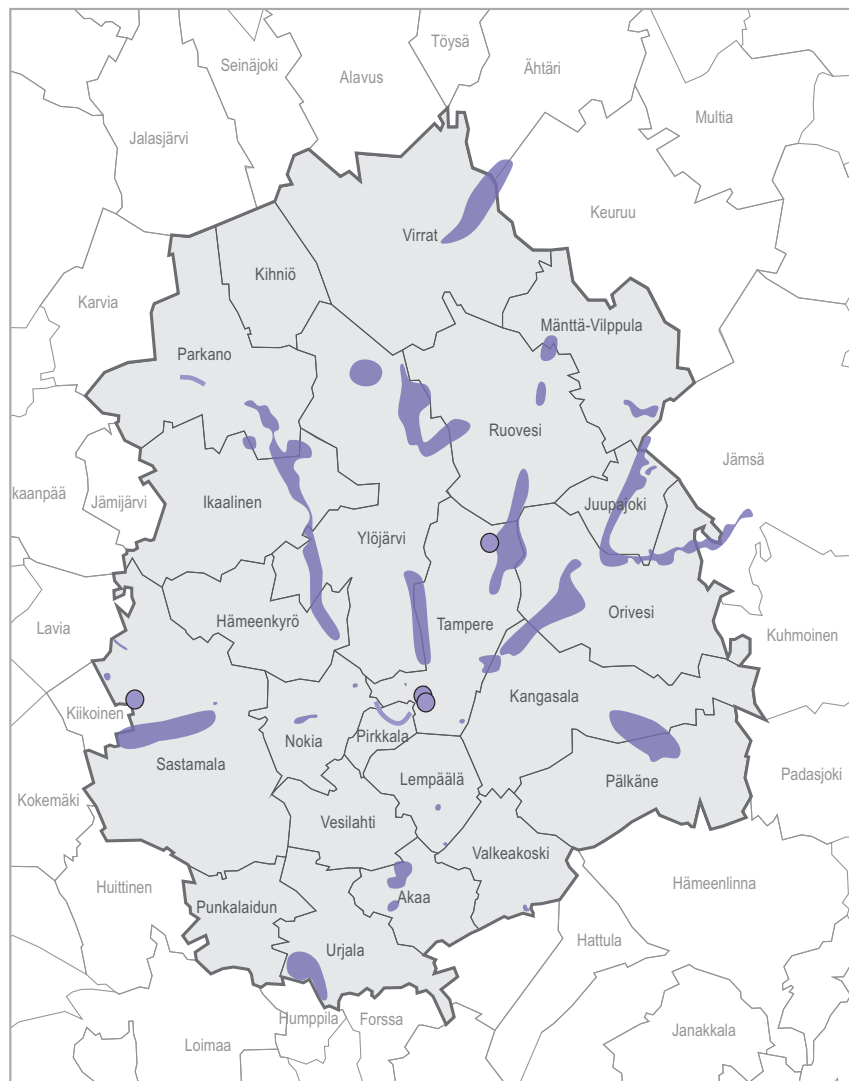 Töysä
Seinäjoki
Ähtäri
Alavus
Multia
Jalasjärvi
Keuruu
Virrat
Kihniö
Karvia
Mänttä-Vilppula
Parkano
Ruovesi
Jämsä
Ikaalinen
kaanpää
Jämijärvi
Juupajoki
Ylöjärvi
Orivesi
Hämeenkyrö
Tampere
Lavia
Kuhmoinen
Kangasala
Kiikoinen
Nokia
Pirkkala
Sastamala
Lempäälä
Pälkäne
Padasjoki
Kokemäki
Vesilahti
Valkeakoski
Huittinen
Hämeenlinna
Punkalaidun
Akaa
Hattula
Urjala
Humppila
Forssa
Janakkala
Loimaa